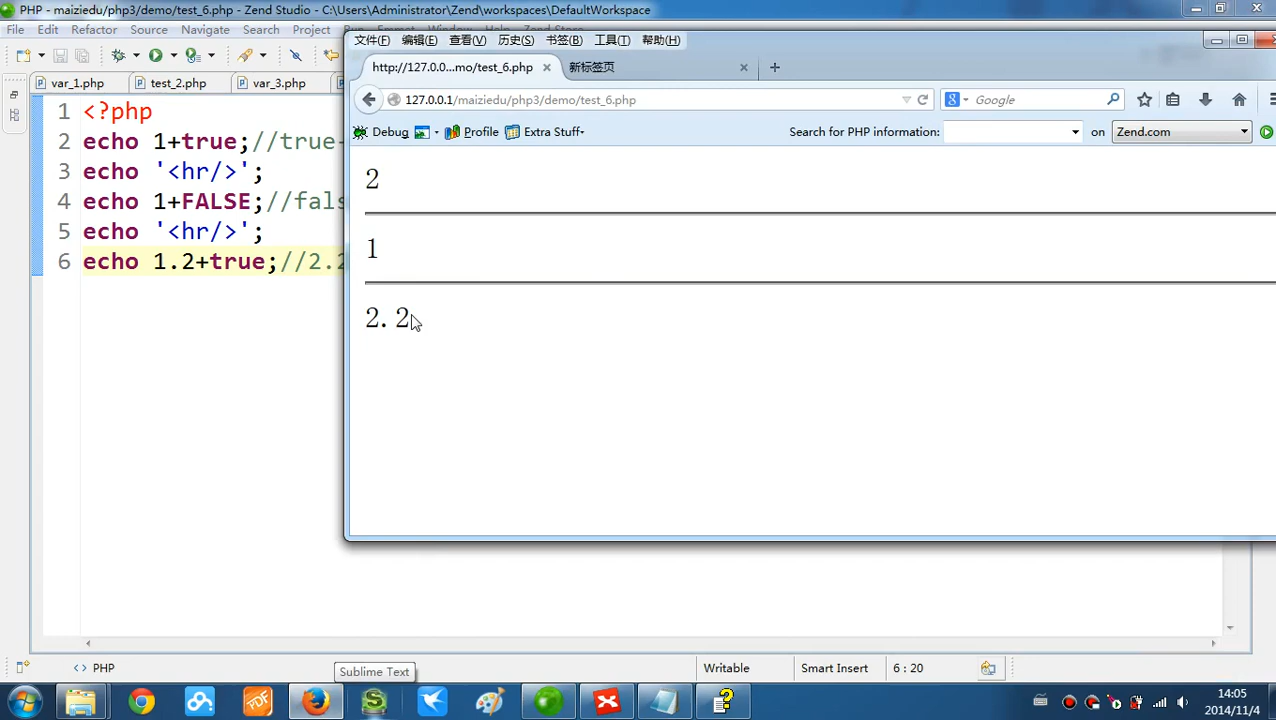 PHP - maiziedu/php3/demo/test_6.php - Zend Studio - C:\Users\Administrator\Zend\workspaces\DefaultWorkspace
File Edit Refactor Source Navigate Search Project
文件(F) 编辑(E) 查看(V) 历史(S) 书签(B) 工具(T) 帮助(H)
var_1.php test_2.php var_3.php
http://127.0.0...mo/test_6.php 新标签页
127.0.0.1/maiziedu/php3/demo/test_6.php Google
Debug Profile Extra Stuff Search for PHP information: on Zend.com
1 <?php
2 echo 1+true;//true-
3 echo '<hr/>';
4 echo 1+FALSE;//fals
5 echo '<hr/>';
6 echo 1.2+true;//2.2
2
1
2.2
PHP Writable Smart Insert 6 : 20
Sublime Text
PDF
14:05
2014/11/4